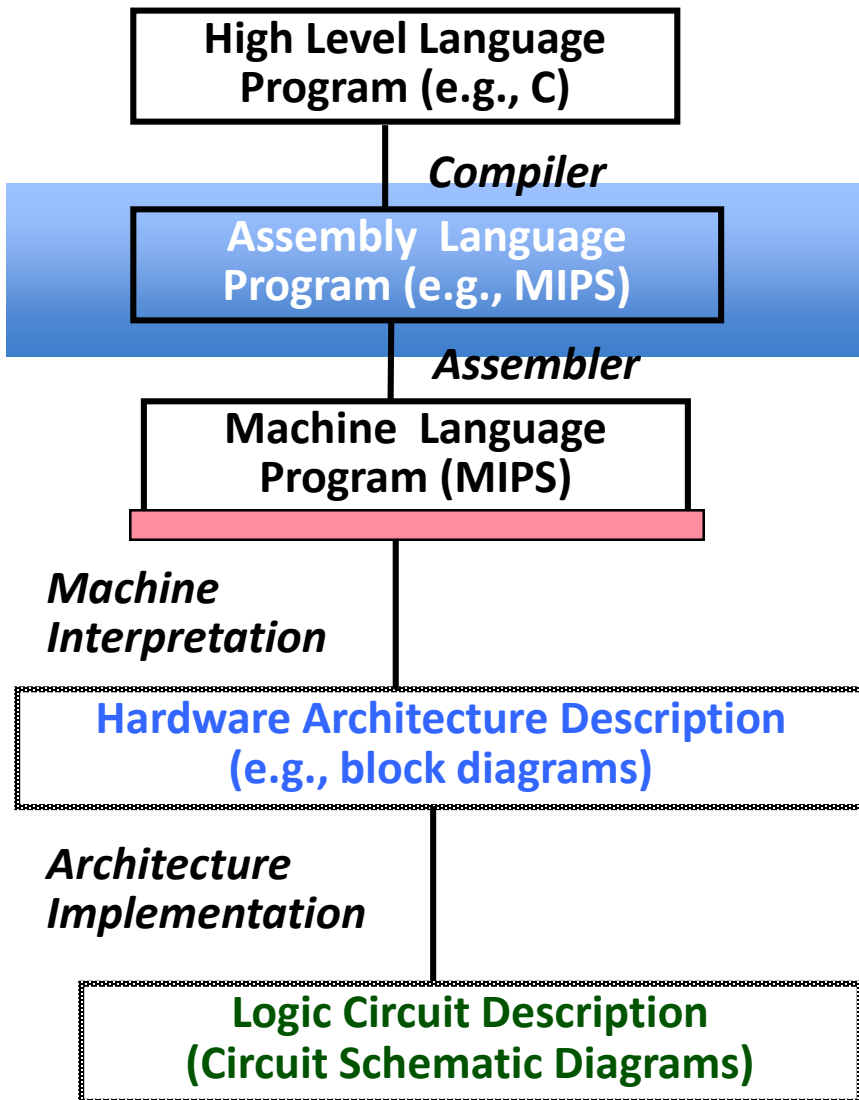 High Level Language
Program (e.g., C)
Compiler
Assembly Language
Program (e.g., MIPS)
Assembler
Machine Language
Program (MIPS)
Machine
Interpretation
Hardware Architecture Description
(e.g., block diagrams)
Architecture
Implementation
Logic Circuit Description
(Circuit Schematic Diagrams)